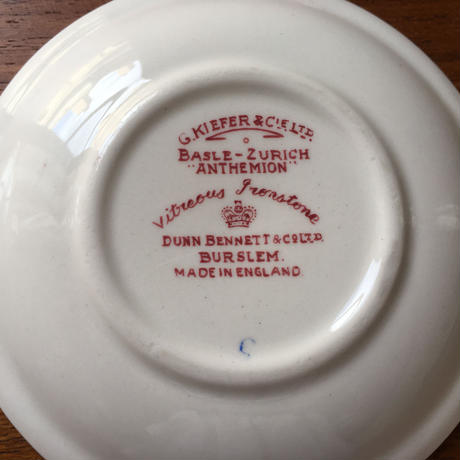 G. KIEFER & CIE. LTD.
BASLE-ZURICH
"ANTHEMION"
Vitreous Ironstone
DUNN BENNETT & CO LTD.
BURSLEM.
MADE IN ENGLAND.